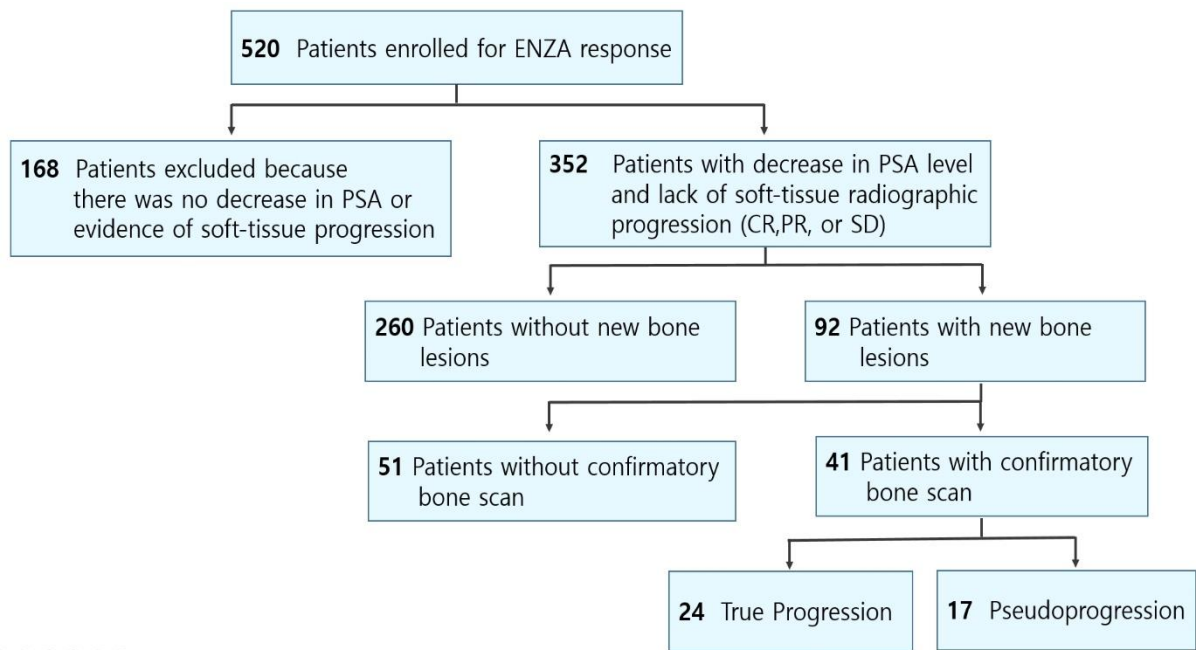 520 Patients enrolled for ENZA response
168 Patients excluded because
there was no decrease in PSA or
evidence of soft-tissue progression
352 Patients with decrease in PSA level
and lack of soft-tissue radiographic
progression (CR,PR, or SD)
260 Patients without new bone
lesions
92 Patients with new bone
lesions
51 Patients without confirmatory
bone scan
41 Patients with confirmatory
bone scan
24 True Progression
17 Pseudoprogression